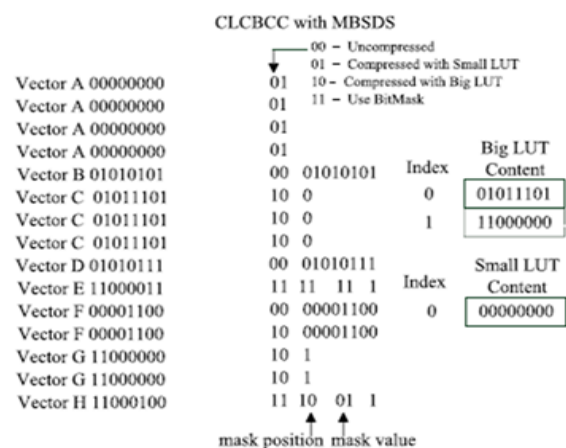 CLCBCC with MBSDS
00 – Uncompressed
01 – Compressed with Small LUT
10 – Compressed with Big LUT
11 – Use BitMask
Vector A 00000000 01
Vector A 00000000 01
Vector A 00000000 01
Vector A 00000000 01
Vector B 01010101 00 01010101
Vector C 01011101 10 0
Vector C 01011101 10 0
Vector C 01011101 10 0
Vector D 01010111 00 01010111
Vector E 11000011 11 11 11 1
Vector F 00001100 00 00001100
Vector F 00001100 10 00001100
Vector G 11000000 10 1
Vector G 11000000 10 1
Vector H 11000100 11 10 01 1
mask position mask value
Index Big LUT Content
0 01011101
1 11000000
Index Small LUT Content
0 00000000